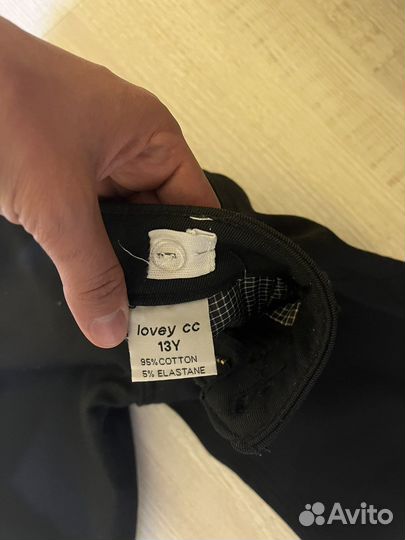 lovey cc
13Y
95% COTTON
5% ELASTANE
Avito